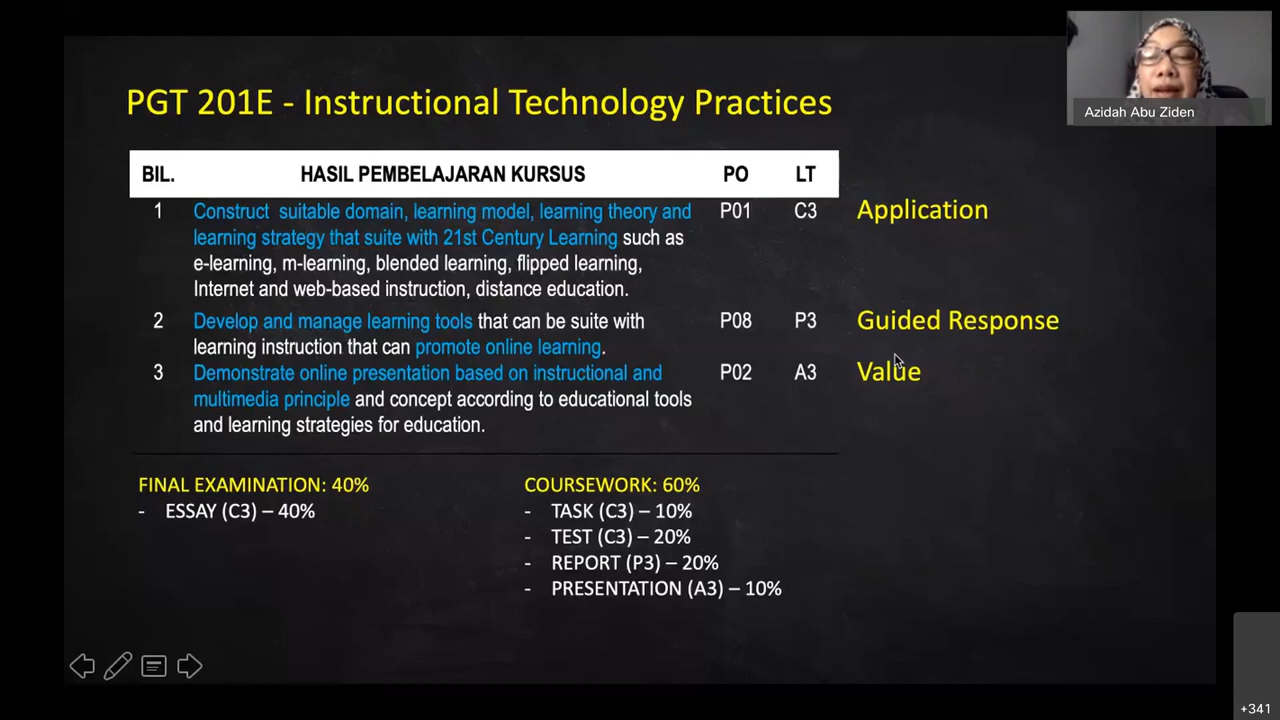 Azidah Abu Ziden
PGT 201E - Instructional Technology Practices
BIL. HASIL PEMBELAJARAN KURSUS PO LT
1 Construct suitable domain, learning model, learning theory and P01 C3 Application
learning strategy that suite with 21st Century Learning such as
e-learning, m-learning, blended learning, flipped learning,
Internet and web-based instruction, distance education.
2 Develop and manage learning tools that can be suite with P08 P3 Guided Response
learning instruction that can promote online learning.
3 Demonstrate online presentation based on instructional and P02 A3 Value
multimedia principle and concept according to educational tools
and learning strategies for education.
FINAL EXAMINATION: 40% COURSEWORK: 60%
- ESSAY (C3) – 40% - TASK (C3) – 10%
- TEST (C3) – 20%
- REPORT (P3) – 20%
- PRESENTATION (A3) – 10%
+341